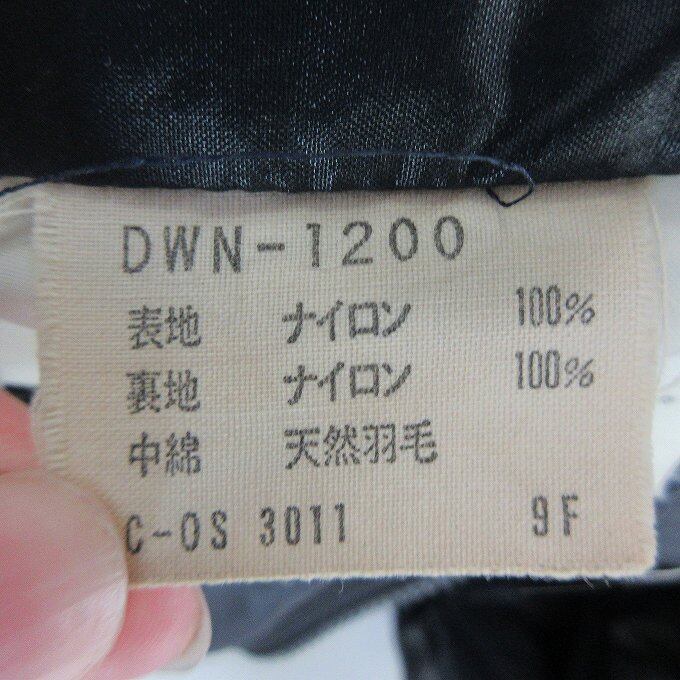 DWN-1200
表地 ナイロン 100%
裏地 ナイロン 100%
中綿 天然羽毛
C-OS 3011 9F